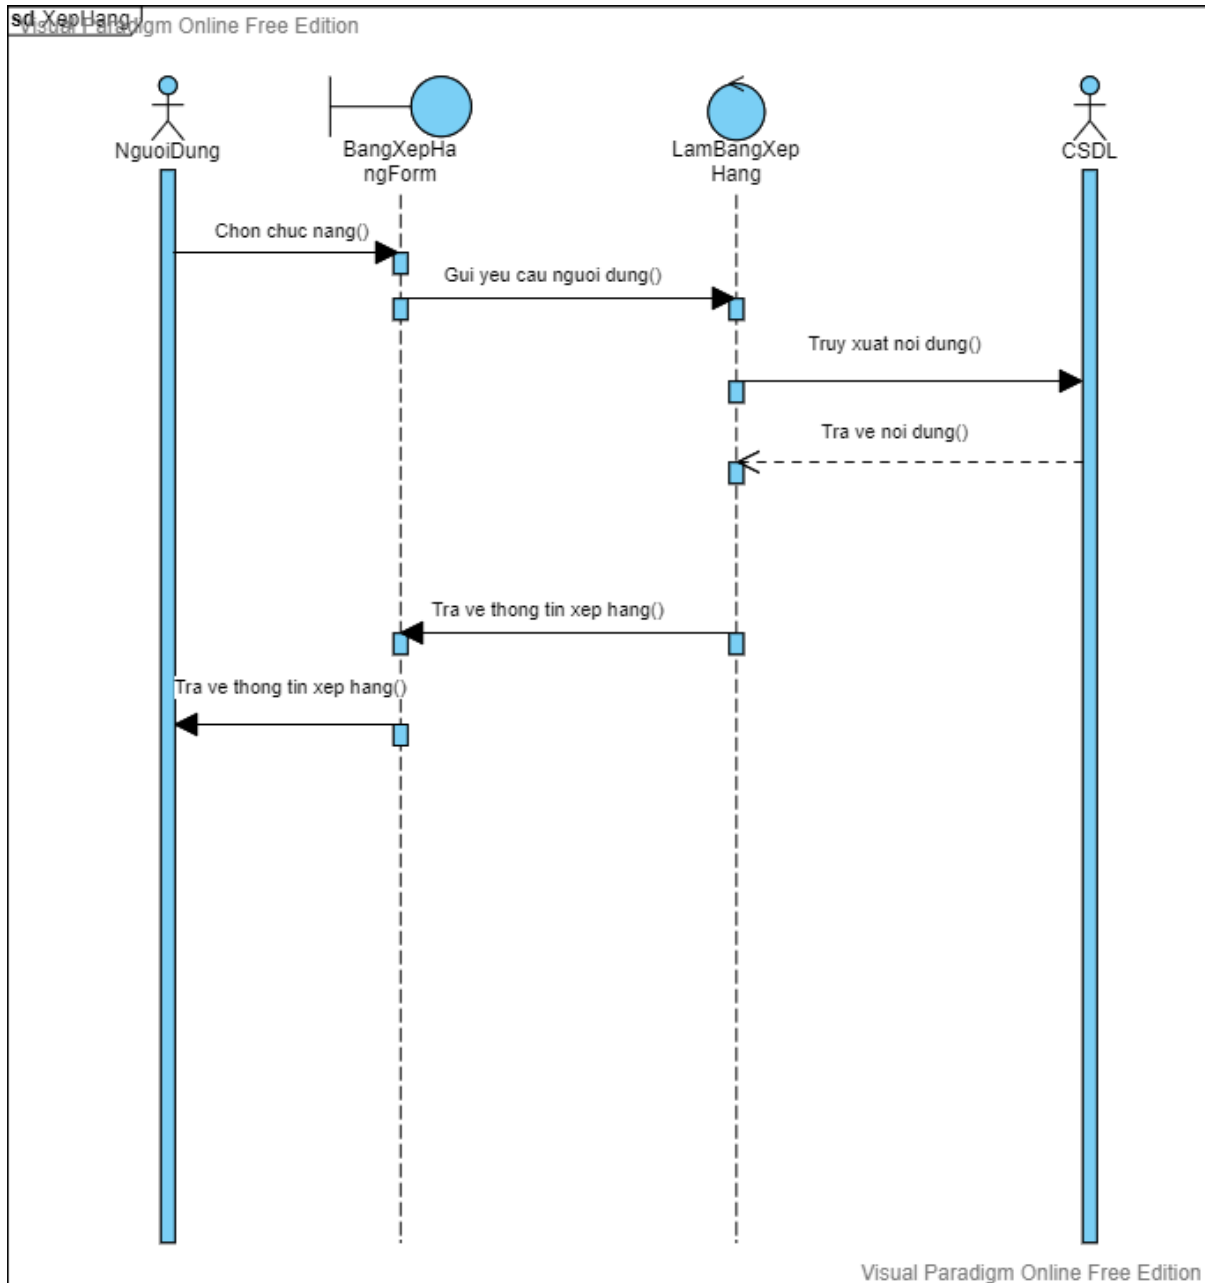 sd XepHang
Visual Paradigm Online Free Edition
NguoiDung
BangXepHa
ngForm
LamBangXep
Hang
CSDL
Chon chuc nang()
Gui yeu cau nguoi dung()
Truy xuat noi dung()
Tra ve noi dung()
Tra ve thong tin xep hang()
Tra ve thong tin xep hang()
Visual Paradigm Online Free Edition